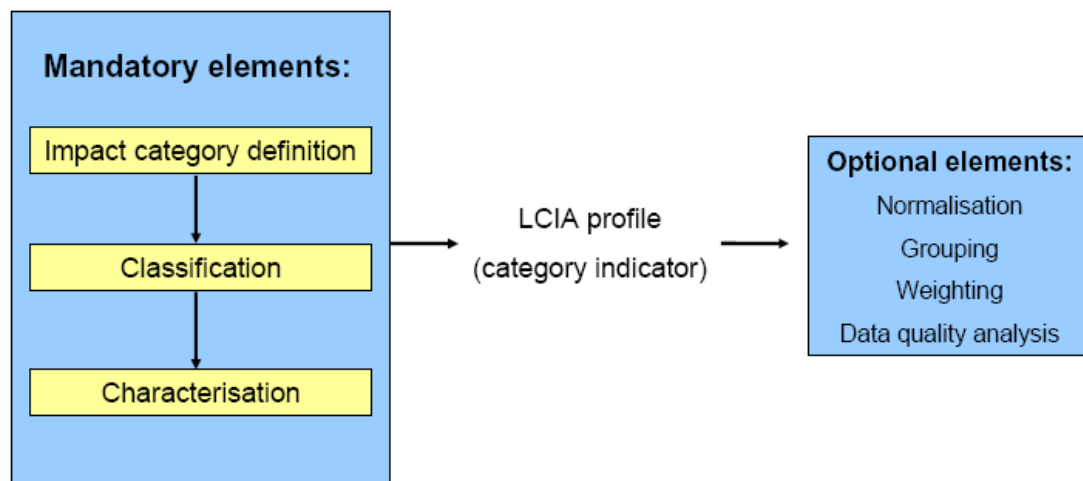 Mandatory elements:
Impact category definition
Classification
Characterisation
LCIA profile
(category indicator)
Optional elements:
Normalisation
Grouping
Weighting
Data quality analysis